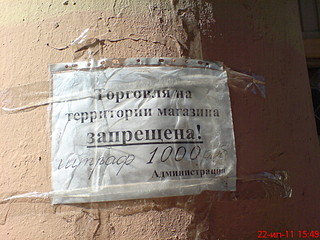 Торговля на
территории магазина
запрещена!
штраф 1000 р
Администрация
22-июл-11 15:49